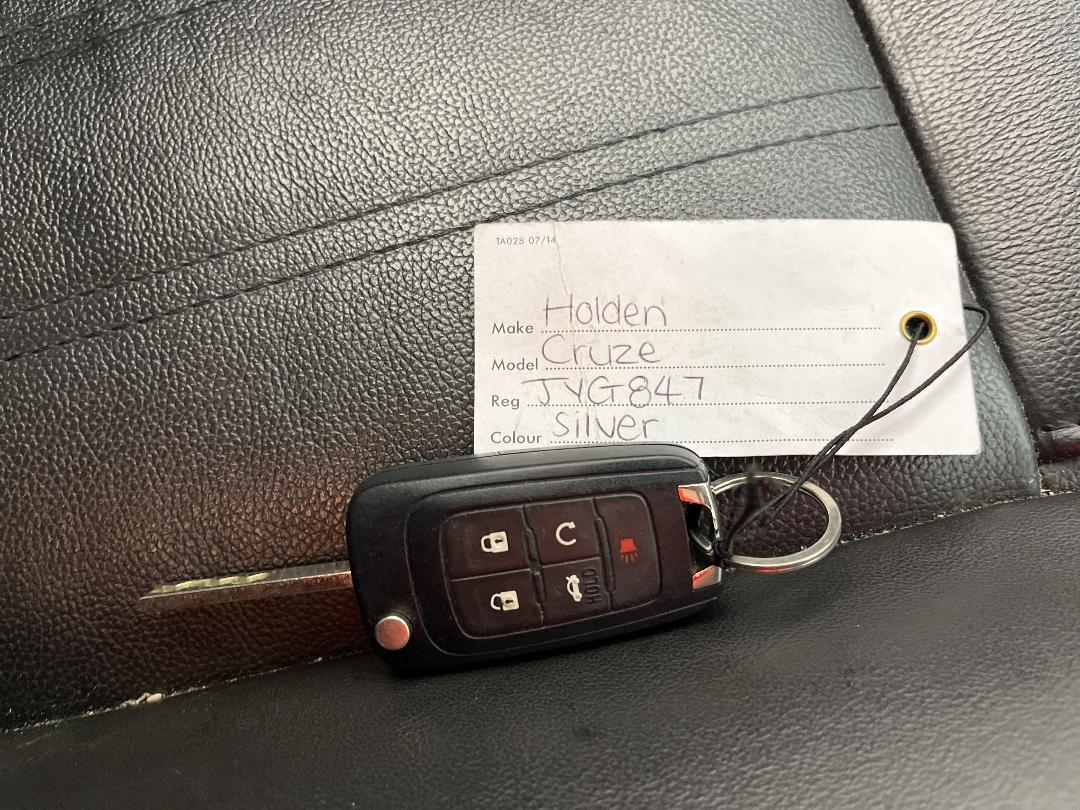 TA028 07/14
Make Holden
Model Cruze
Reg JYG847
Colour Silver
HOLD